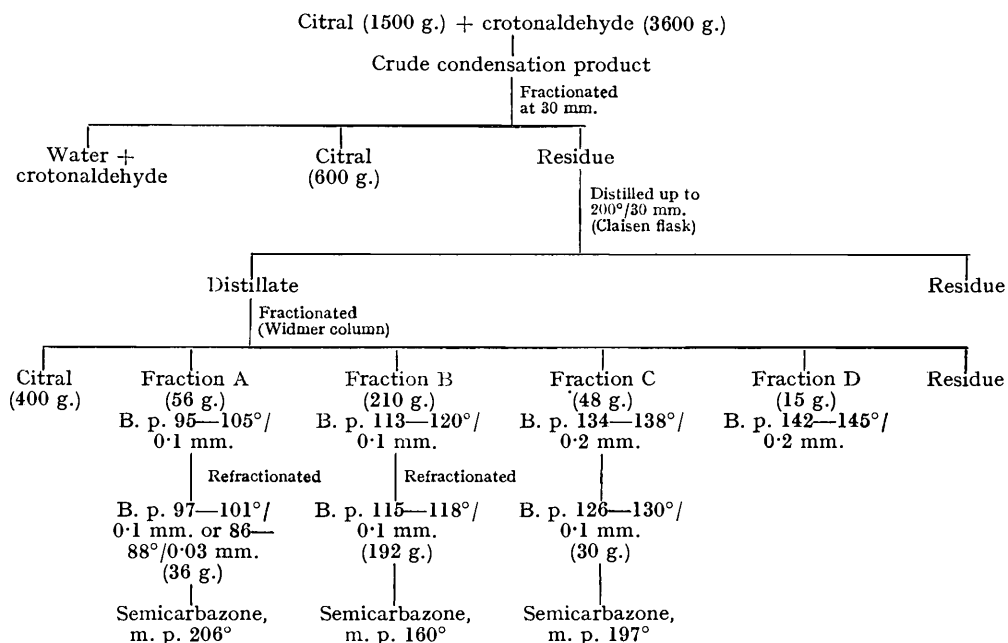 Citral (1500 g.) + crotonaldehyde (3600 g.)
Crude condensation product
Fractionated
at 30 mm.
Water +
crotonaldehyde
Citral
(600 g.)
Residue
Distilled up to
200°/30 mm.
(Claisen flask)
Distillate
Residue
Fractionated
(Widmer column)
Citral
(400 g.)
Fraction A
(56 g.)
B. p. 95—105°/
0·1 mm.
Fraction B
(210 g.)
B. p. 113—120°/
0·1 mm.
Fraction C
(48 g.)
B. p. 134—138°/
0·2 mm.
Fraction D
(15 g.)
B. p. 142—145°/
0·2 mm.
Residue
Refractionated
Refractionated
B. p. 97—101°/
0·1 mm. or 86—
88°/0·03 mm.
(36 g.)
B. p. 115—118°/
0·1 mm.
(192 g.)
B. p. 126—130°/
0·1 mm.
(30 g.)
Semicarbazone,
m. p. 206°
Semicarbazone,
m. p. 160°
Semicarbazone,
m. p. 197°